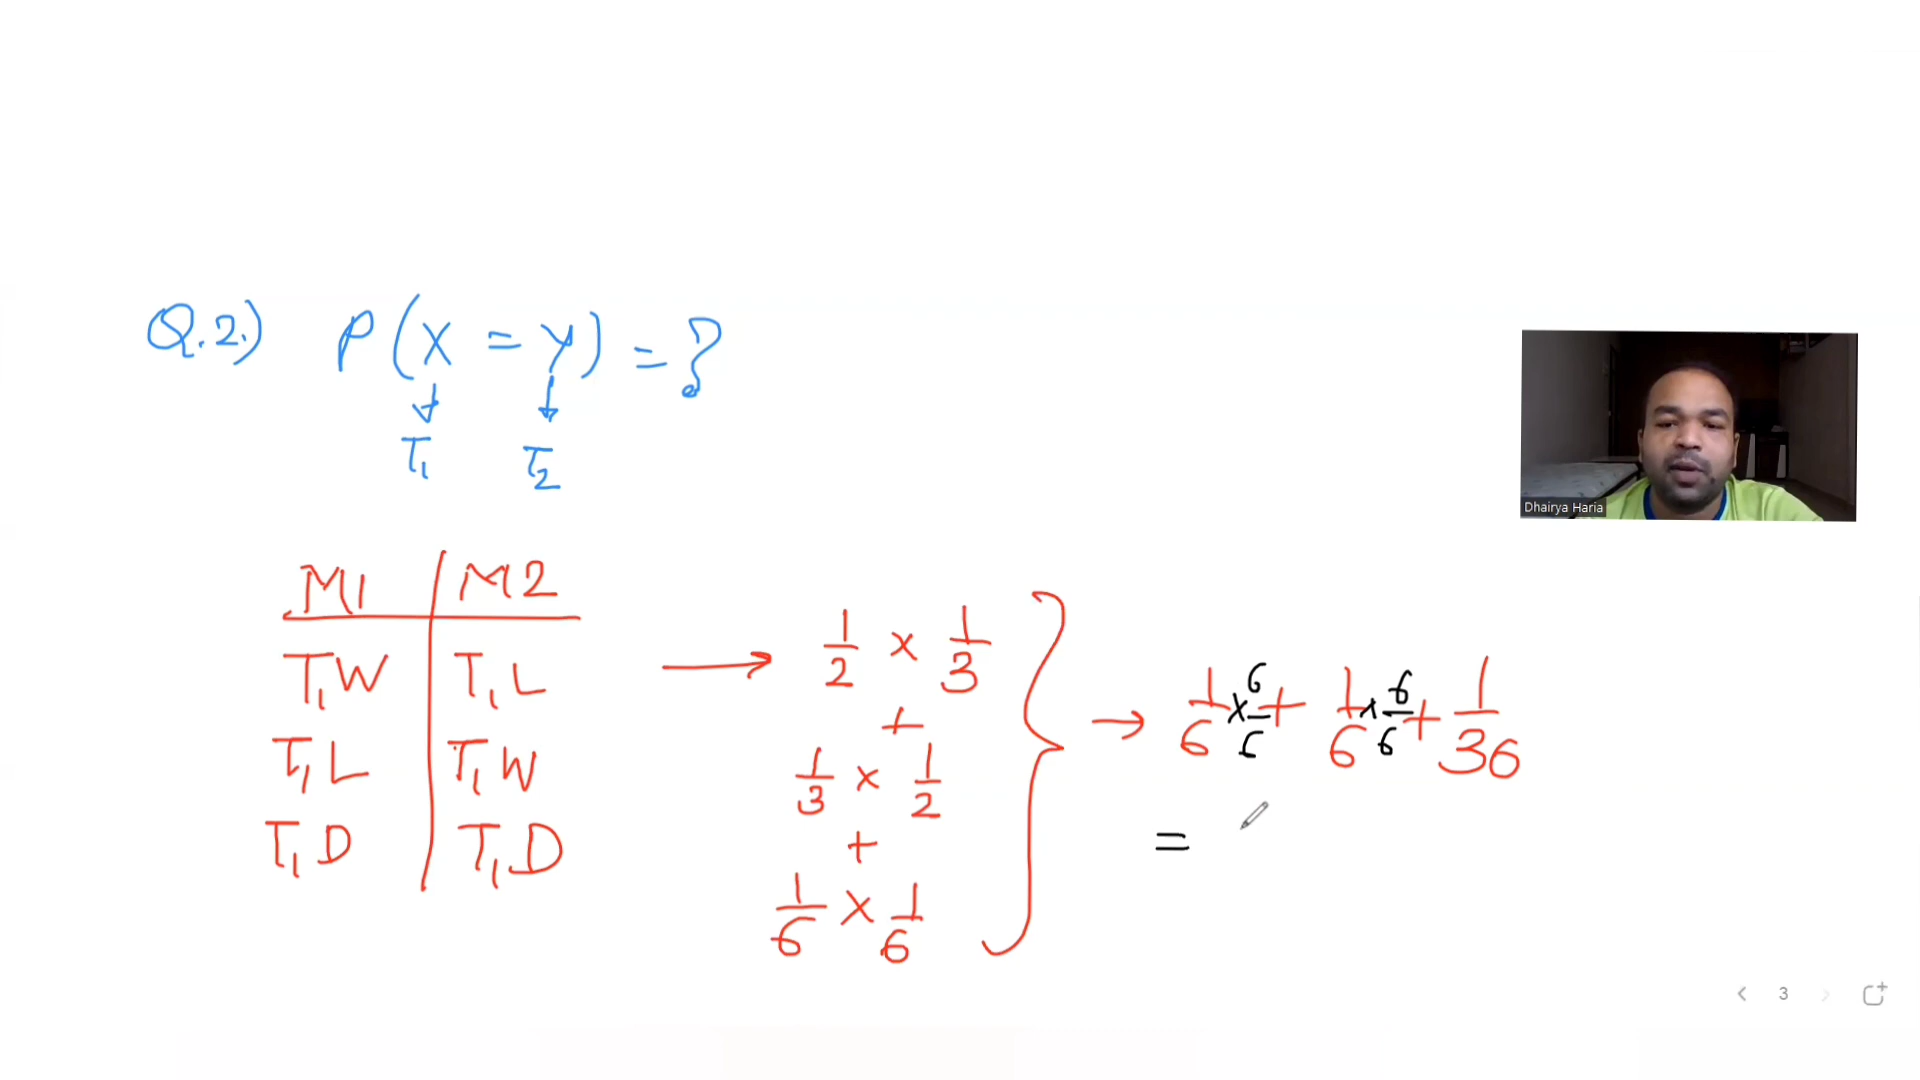 Q.2.) P(X = Y) = ?
T₁ T₂
M1 M2
T₁W T₁L
T₁L T₁W
T₁D T₁D
→ 1/2 × 1/3
+
1/3 × 1/2
+
1/6 × 1/6
→ 1/6 × 6/6 + 1/6 × 6/6 + 1/36
=
Dhairya Haria
3